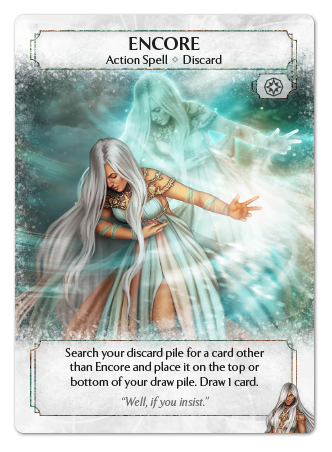 ENCORE
Action Spell ◇ Discard
Search your discard pile for a card other
than Encore and place it on the top or
bottom of your draw pile. Draw 1 card.
“Well, if you insist.”